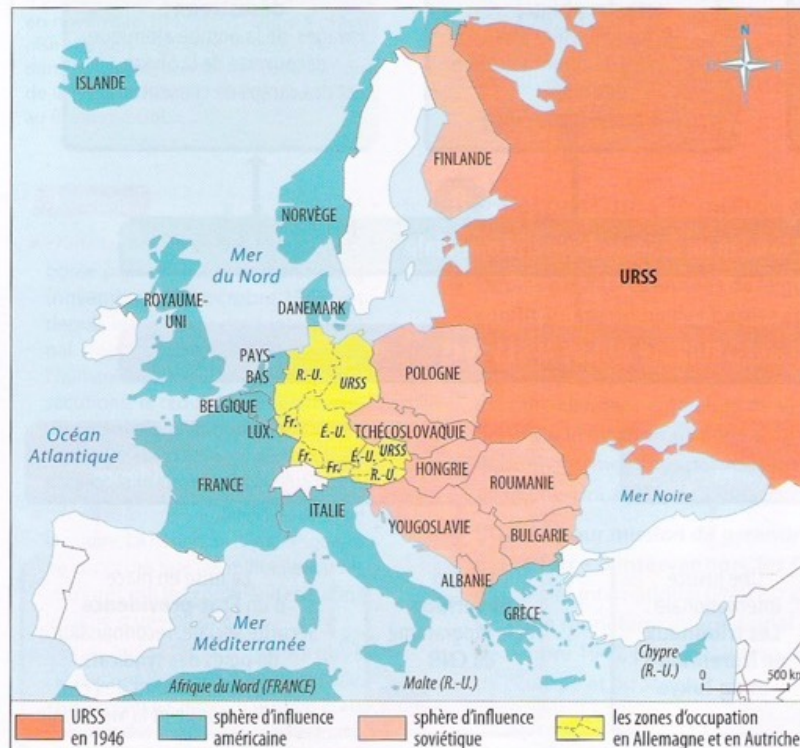 N
ISLANDE
FINLANDE
NORVÈGE
Mer
du Nord
URSS
ROYAUME-
UNI
DANEMARK
PAYS-
BAS
R.-U.
URSS
POLOGNE
BELGIQUE
LUX.
Fr.
É.-U.
TCHÉCOSLOVAQUIE
Océan
Atlantique
Fr.
Fr.
É.-U.
URSS
R.-U.
HONGRIE
FRANCE
ITALIE
ROUMANIE
Mer Noire
YOUGOSLAVIE
BULGARIE
ALBANIE
GRÈCE
Mer
Méditerranée
Chypre
(R.-U.)
Afrique du Nord (FRANCE)
Malte (R.-U.)
0 500 km
URSS
en 1946
sphère d'influence
américaine
sphère d'influence
soviétique
les zones d'occupation
en Allemagne et en Autriche